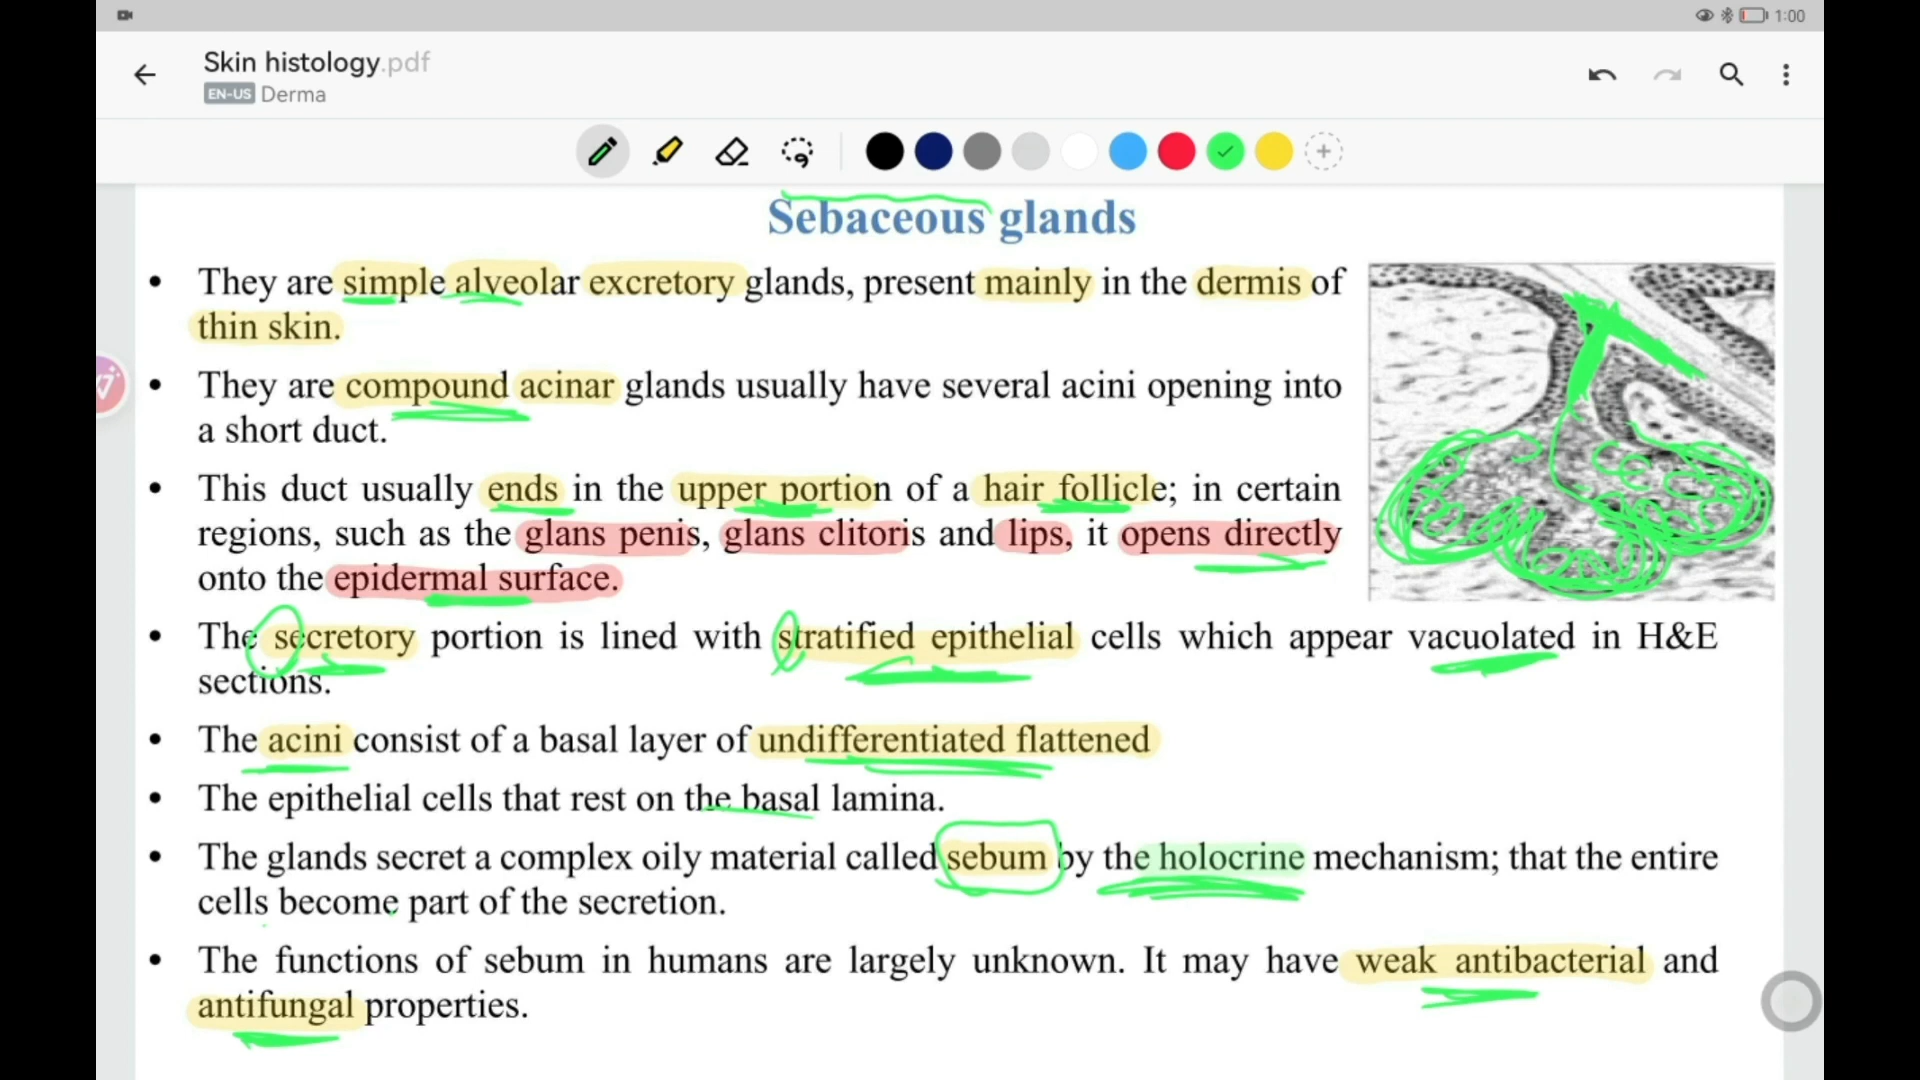 1:00
Skin histology.pdf
EN-US Derma
Sebaceous glands
• They are simple alveolar excretory glands, present mainly in the dermis of
thin skin.
• They are compound acinar glands usually have several acini opening into
a short duct.
• This duct usually ends in the upper portion of a hair follicle; in certain
regions, such as the glans penis, glans clitoris and lips, it opens directly
onto the epidermal surface.
• The secretory portion is lined with stratified epithelial cells which appear vacuolated in H&E
sections.
• The acini consist of a basal layer of undifferentiated flattened
• The epithelial cells that rest on the basal lamina.
• The glands secret a complex oily material called sebum by the holocrine mechanism; that the entire
cells become part of the secretion.
• The functions of sebum in humans are largely unknown. It may have weak antibacterial and
antifungal properties.